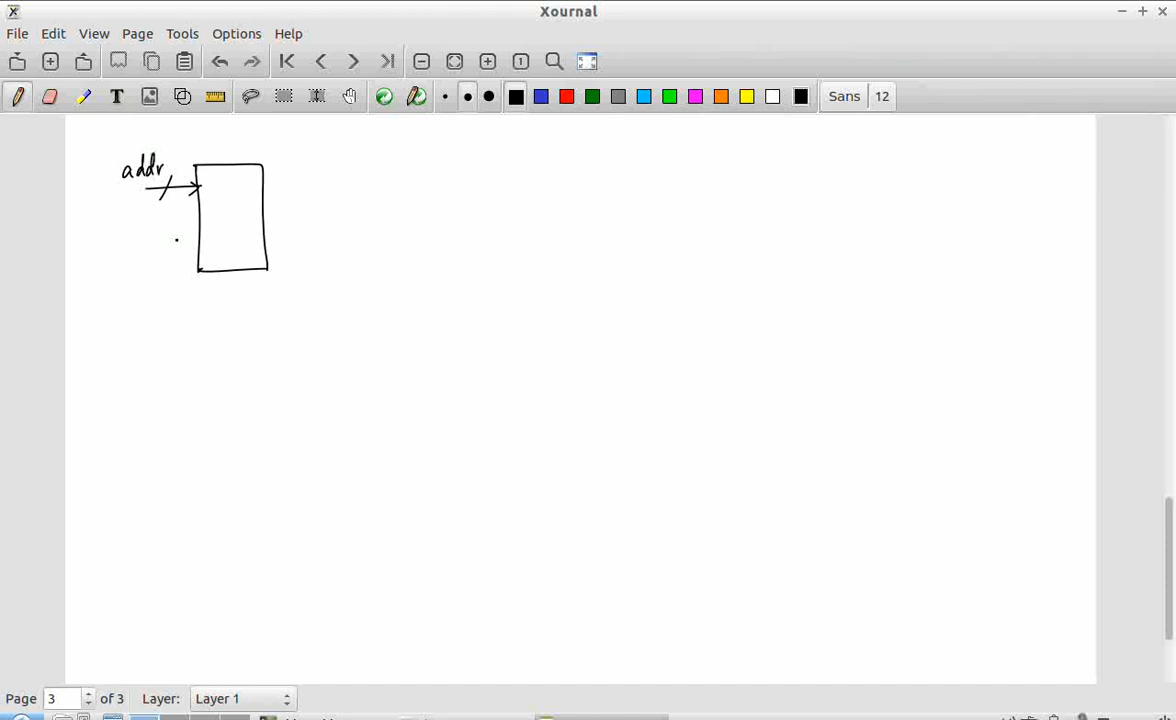 Xournal
File Edit View Page Tools Options Help
T Sans 12
addr
Page 3 of 3 Layer: Layer 1